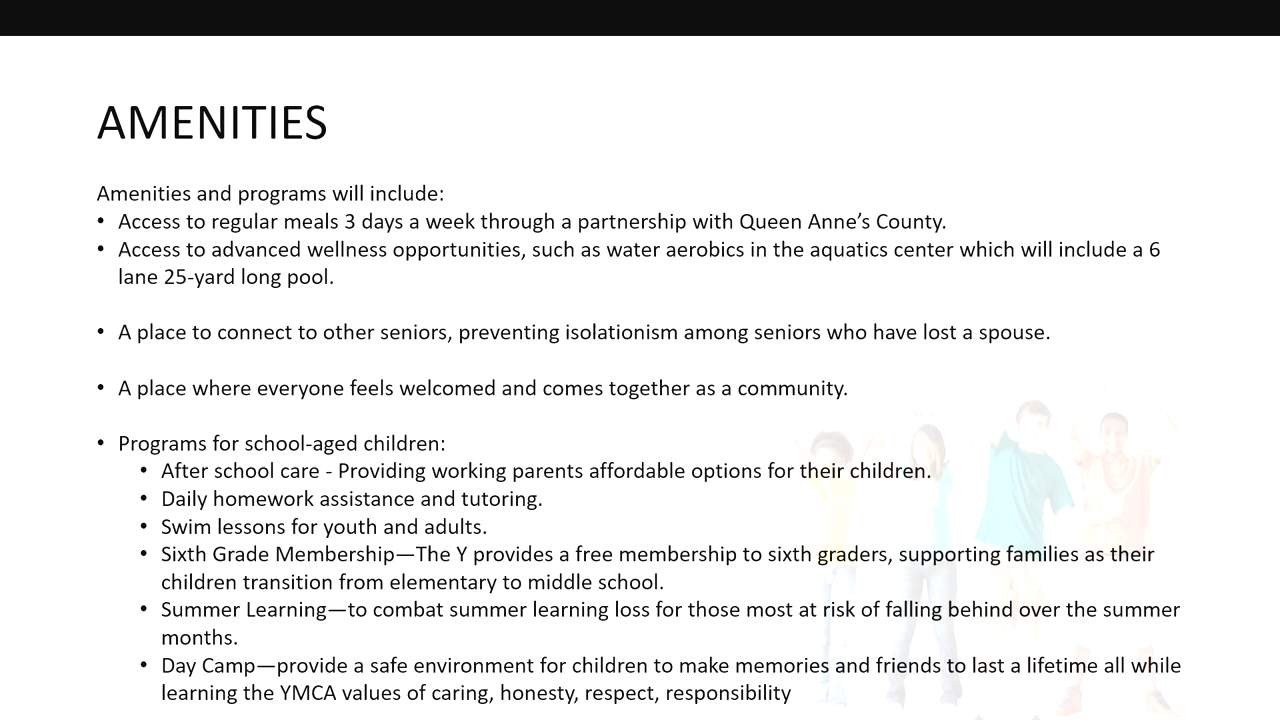 AMENITIES
Amenities and programs will include:
• Access to regular meals 3 days a week through a partnership with Queen Anne’s County.
• Access to advanced wellness opportunities, such as water aerobics in the aquatics center which will include a 6
lane 25-yard long pool.
• A place to connect to other seniors, preventing isolationism among seniors who have lost a spouse.
• A place where everyone feels welcomed and comes together as a community.
• Programs for school-aged children:
• After school care - Providing working parents affordable options for their children.
• Daily homework assistance and tutoring.
• Swim lessons for youth and adults.
• Sixth Grade Membership—The Y provides a free membership to sixth graders, supporting families as their
children transition from elementary to middle school.
• Summer Learning—to combat summer learning loss for those most at risk of falling behind over the summer
months.
• Day Camp—provide a safe environment for children to make memories and friends to last a lifetime all while
learning the YMCA values of caring, honesty, respect, responsibility